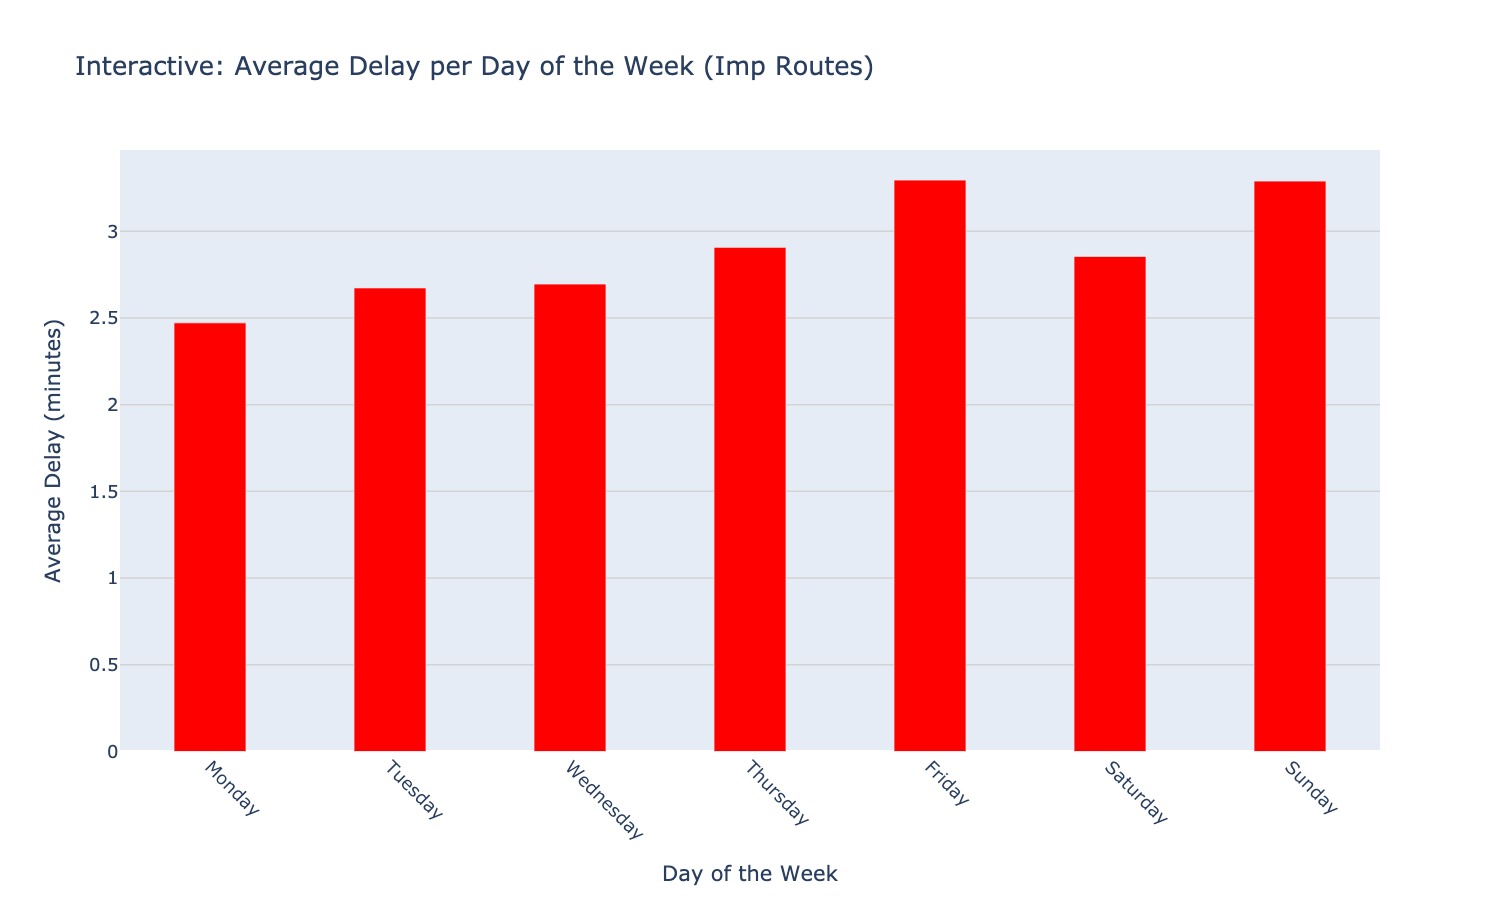 Interactive: Average Delay per Day of the Week (Imp Routes)
Average Delay (minutes)
3
2.5
2
1.5
1
0.5
0
Monday
Tuesday
Wednesday
Thursday
Friday
Saturday
Sunday
Day of the Week